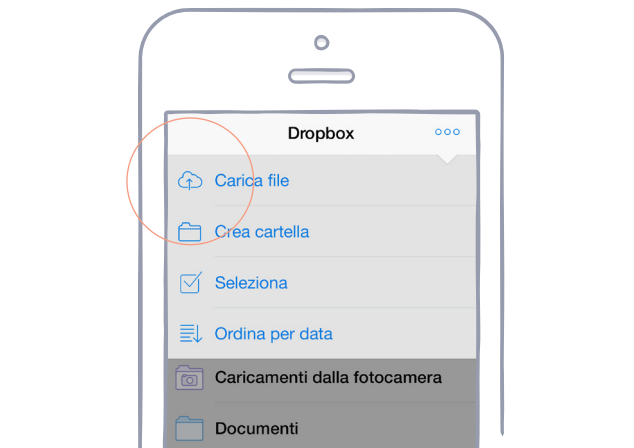 Dropbox
Carica file
Crea cartella
Seleziona
Ordina per data
Caricamenti dalla fotocamera
Documenti